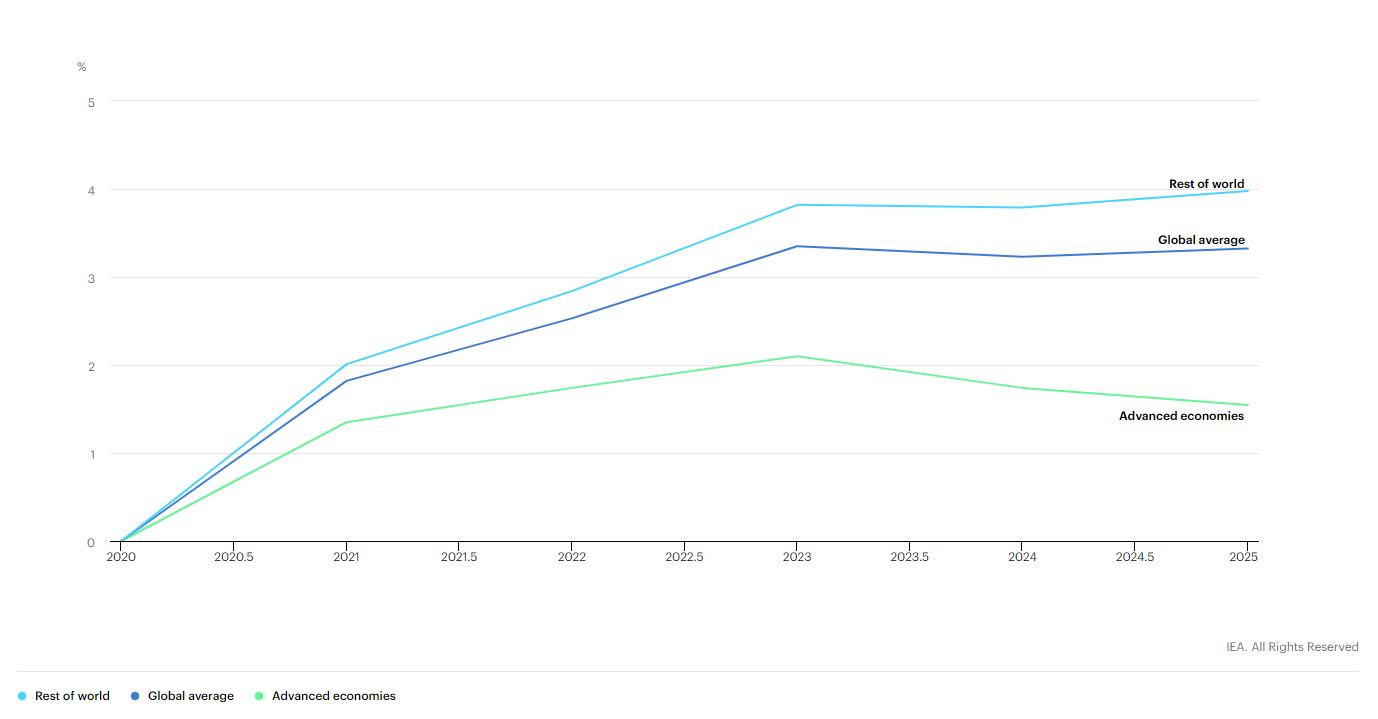 %
5
Rest of world
4
Global average
3
2
Advanced economies
1
0
2020 2020.5 2021 2021.5 2022 2022.5 2023 2023.5 2024 2024.5 2025
IEA. All Rights Reserved
Rest of world Global average Advanced economies